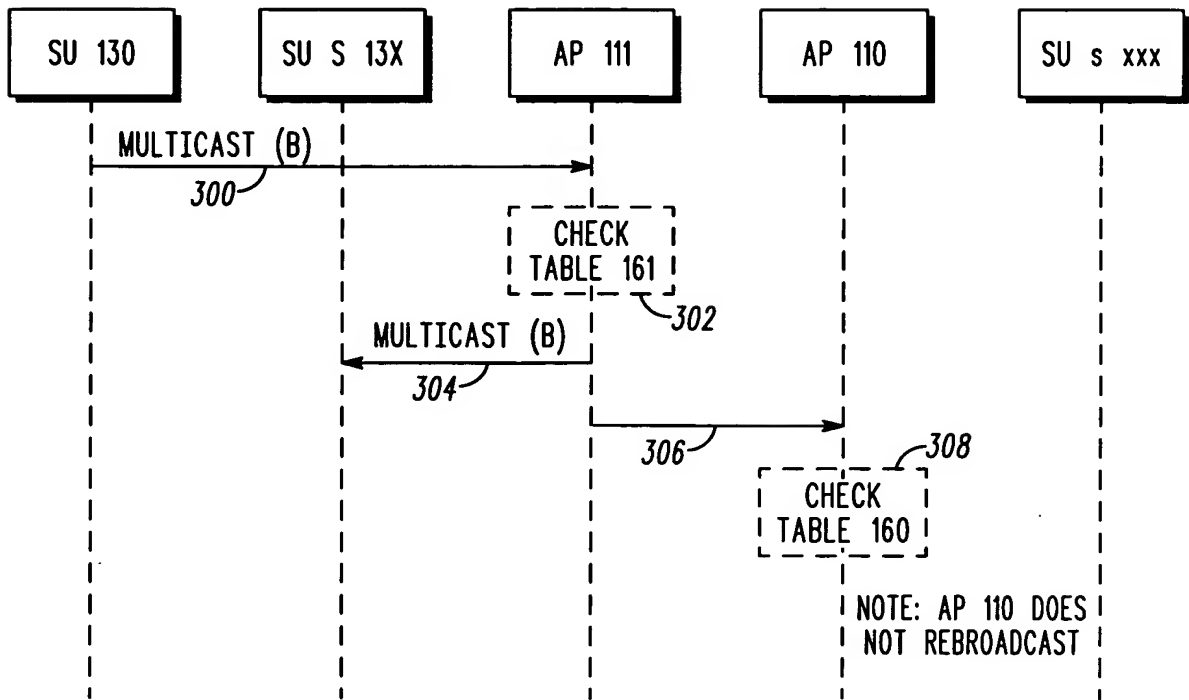 SU 130
SU S 13X
AP 111
AP 110
SU s xxx
MULTICAST (B)
300
CHECK
TABLE 161
302
MULTICAST (B)
304
306
308
CHECK
TABLE 160
NOTE: AP 110 DOES
NOT REBROADCAST